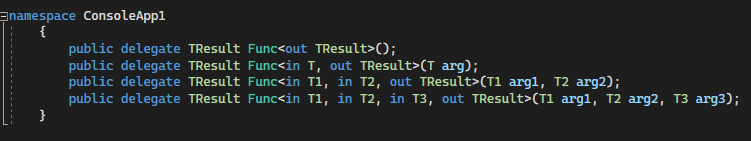 namespace ConsoleApp1
{
public delegate TResult Func<out TResult>();
public delegate TResult Func<in T, out TResult>(T arg);
public delegate TResult Func<in T1, in T2, out TResult>(T1 arg1, T2 arg2);
public delegate TResult Func<in T1, in T2, in T3, out TResult>(T1 arg1, T2 arg2, T3 arg3);
}